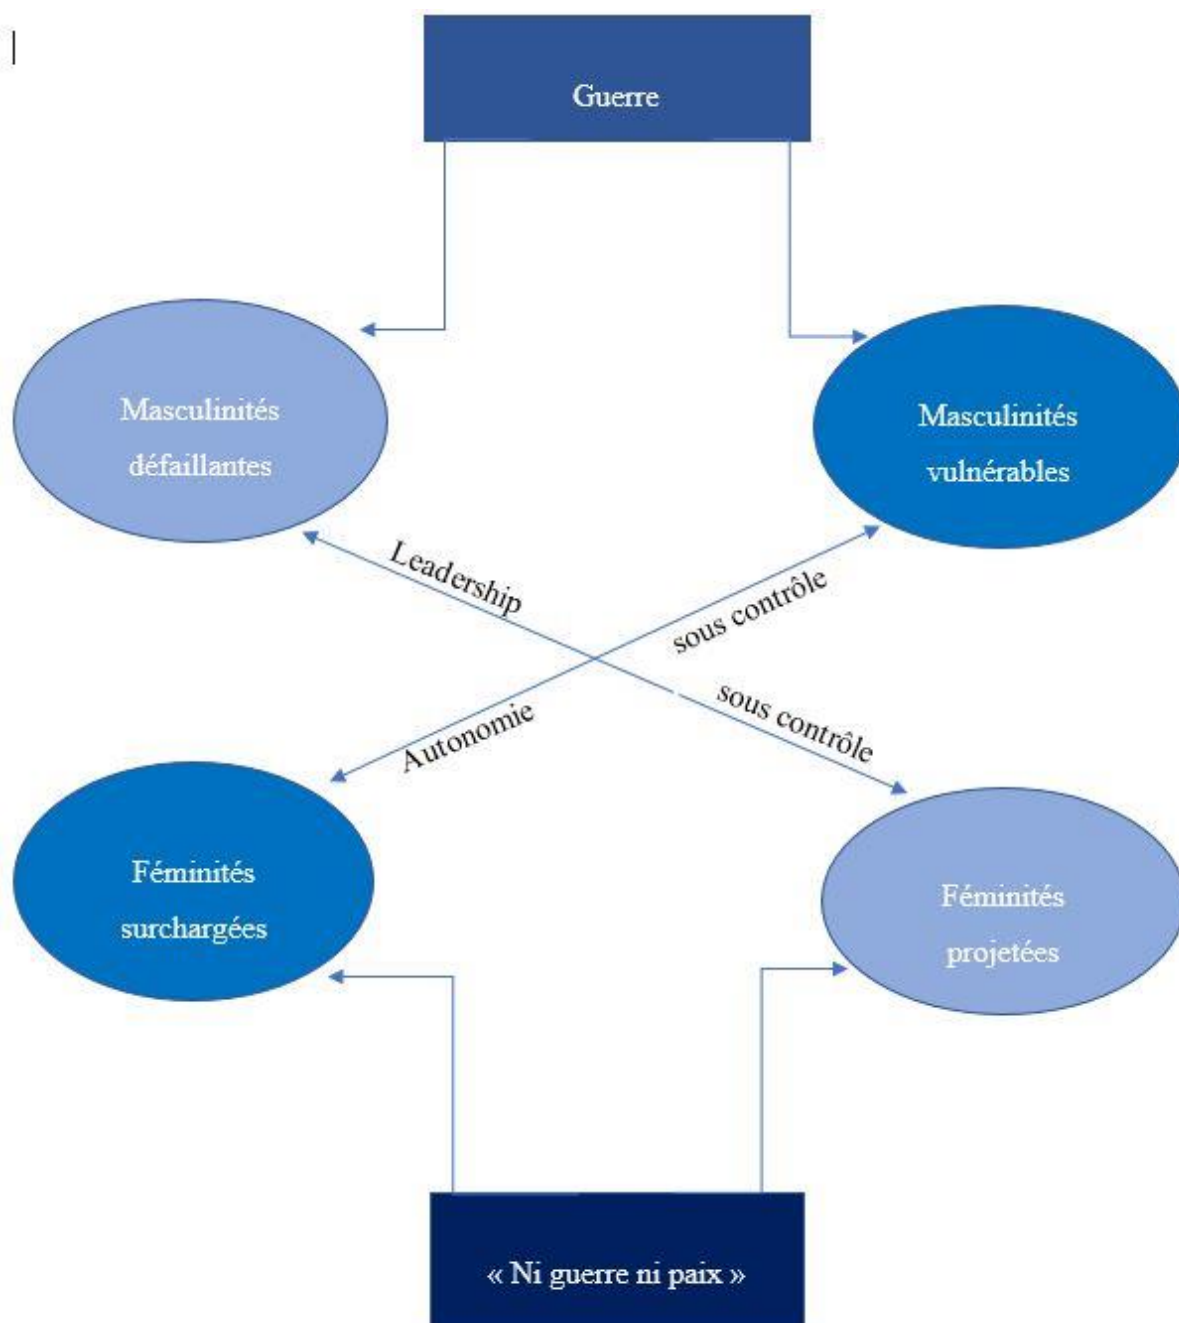 Guerre
Masculinités
défaillantes
Masculinités
vulnérables
Leadership
sous contrôle
Autonomie
sous contrôle
Féminités
surchargées
Féminités
projetées
« Ni guerre ni paix »